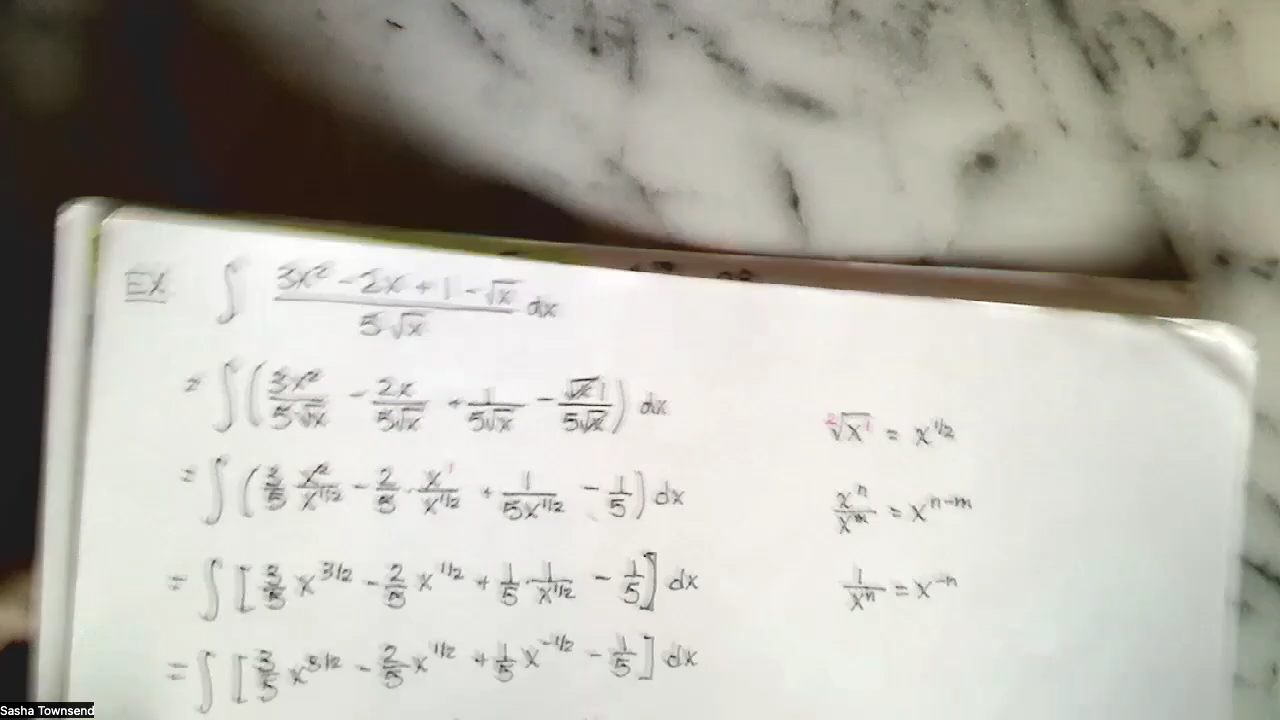 EX ∫ (3x² - 2x + 1 - √x)/(5√x) dx
= ∫ (3x²/(5√x) - 2x/(5√x) + 1/(5√x) - √x 1/(5√x)) dx
²√x¹ = x^(1/2)
= ∫ (3/5 x²/x^(1/2) - 2/5 · x¹/x^(1/2) + 1/(5x^(1/2)) - 1/5) dx
xⁿ/xᵐ = x^(n-m)
= ∫ [3/5 x^(3/2) - 2/5 x^(1/2) + 1/5 · 1/x^(1/2) - 1/5] dx
1/xⁿ = x^(-n)
= ∫ [3/5 x^(3/2) - 2/5 x^(1/2) + 1/5 x^(-1/2) - 1/5] dx
Sasha Townsend